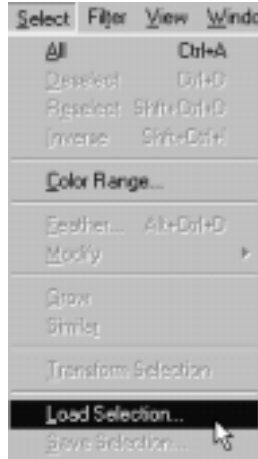 Select Filter View Windo
All Ctrl+A
Deselect Ctrl+D
Reselect Shift+Ctrl+D
Inverse Shift+Ctrl+I
Color Range...
Feather... Alt+Ctrl+D
Modify
Grow
Similar
Transform Selection
Load Selection...
Save Selection...